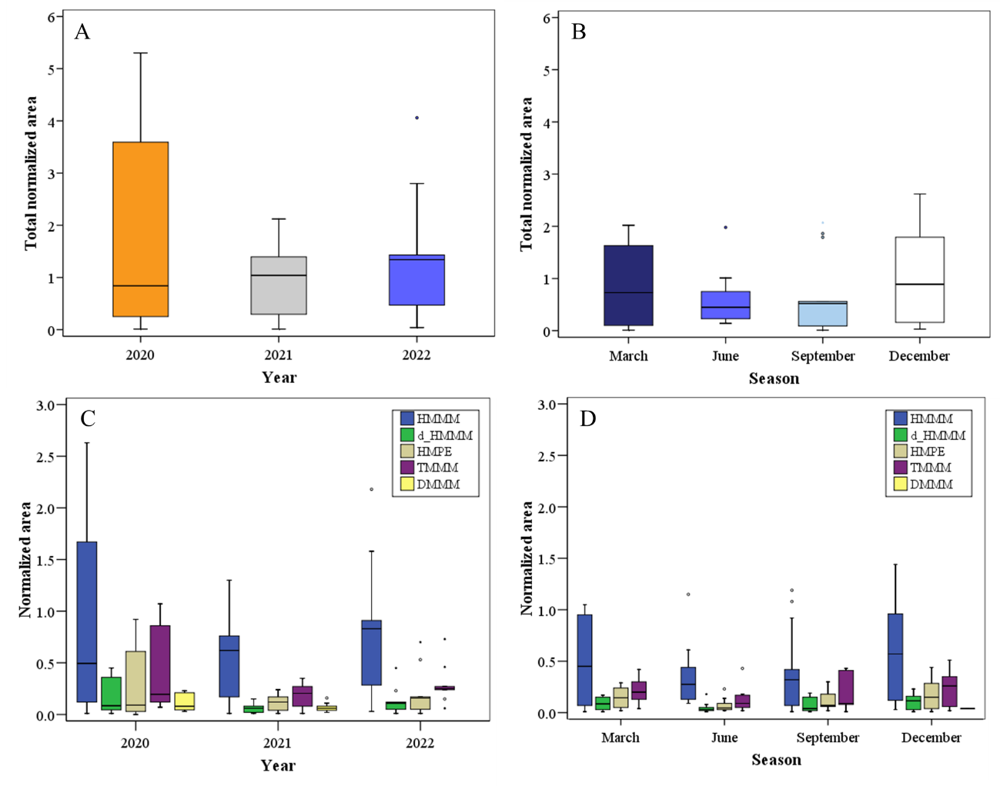 A
Total normalized area
6
5
4
3
2
1
0
2020
2021
2022
Year
B
Total normalized area
6
5
4
3
2
1
0
March
June
September
December
Season
C
Normalized area
3.0
2.5
2.0
1.5
1.0
0.5
0.0
HMMM
d_HMMM
HMPE
TMMM
DMMM
2020
2021
2022
Year
D
Normalized area
3.0
2.5
2.0
1.5
1.0
0.5
0.0
HMMM
d_HMMM
HMPE
TMMM
DMMM
March
June
September
December
Season